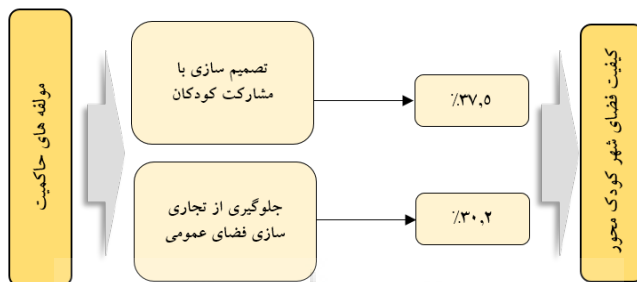 مولفه های حاکمیت
تصمیم سازی با
مشارکت کودکان
٪۳۷,۵
جلوگیری از تجاری
سازی فضای عمومی
٪۳۰,۲
کیفیت فضای شهر کودک محور